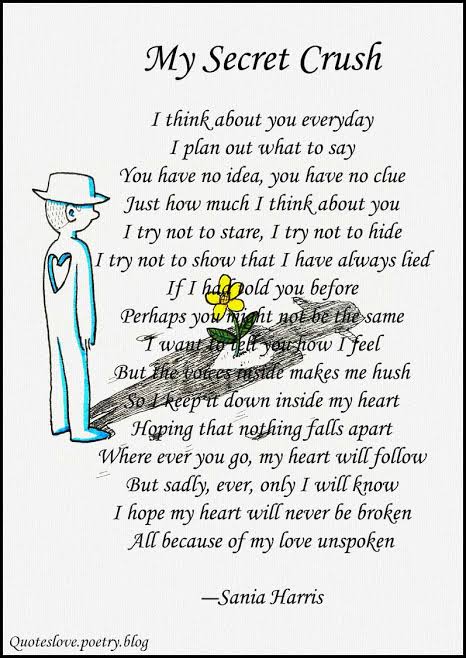 My Secret Crush
I think about you everyday
I plan out what to say
You have no idea, you have no clue
Just how much I think about you
I try not to stare, I try not to hide
I try not to show that I have always lied
If I had told you before
Perhaps you might not be the same
I want to tell you how I feel
But the voices inside makes me hush
So I keep it down inside my heart
Hoping that nothing falls apart
Where ever you go, my heart will follow
But sadly, ever, only I will know
I hope my heart will never be broken
All because of my love unspoken
—Sania Harris
Quoteslove.poetry.blog